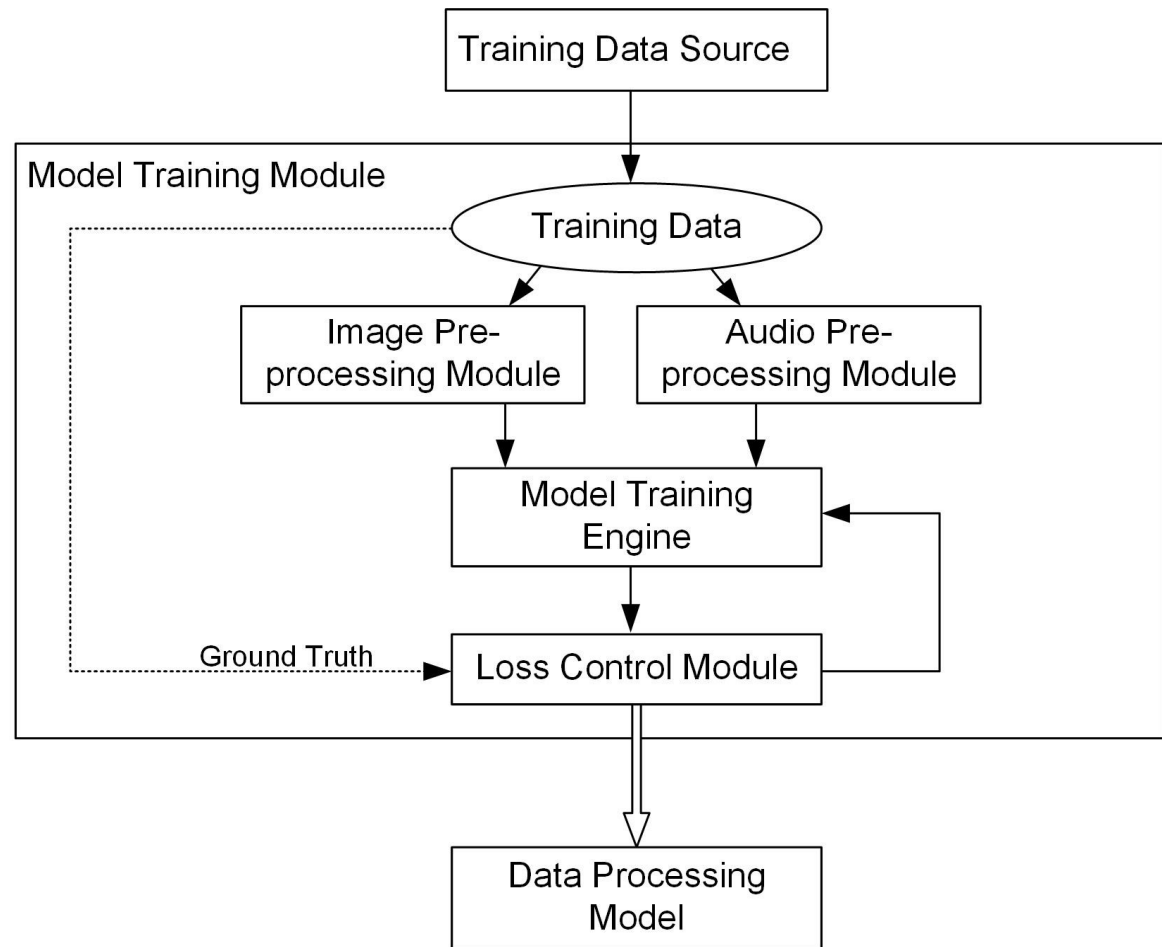 Training Data Source
Model Training Module
Training Data
Image Pre-
processing Module
Audio Pre-
processing Module
Model Training
Engine
Ground Truth
Loss Control Module
Data Processing
Model